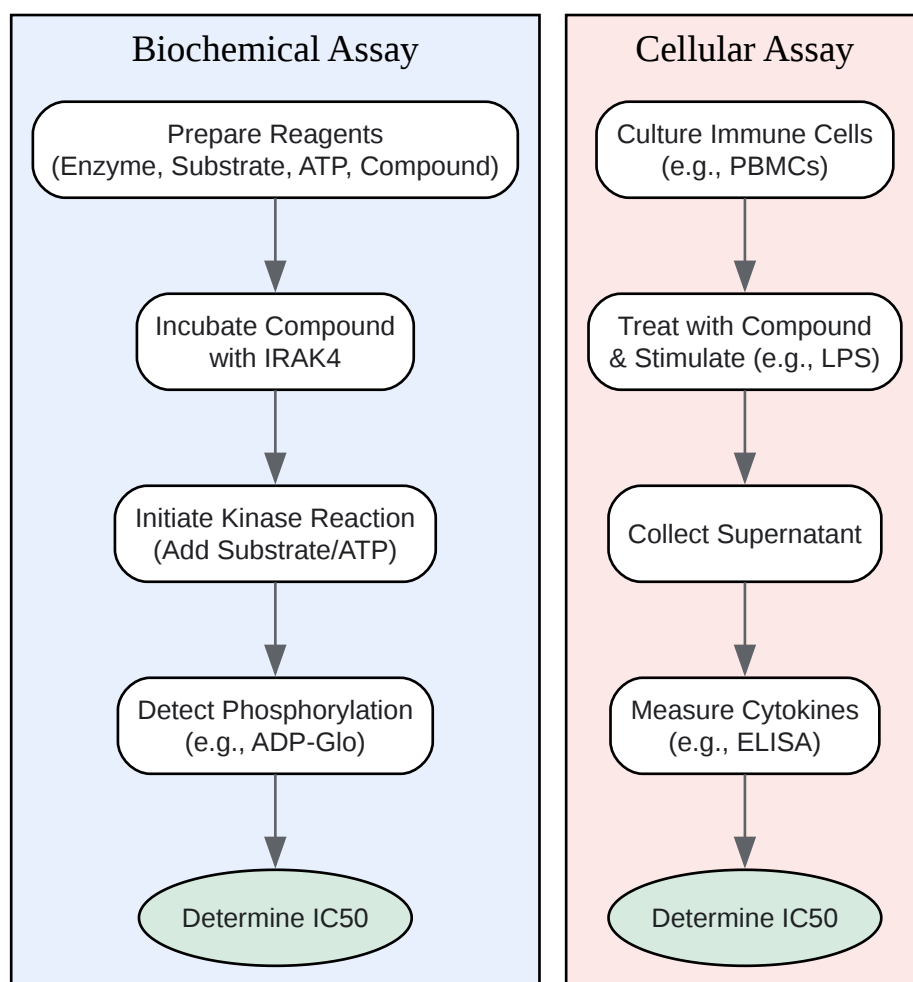 Biochemical Assay
Prepare Reagents
(Enzyme, Substrate, ATP, Compound)
Incubate Compound
with IRAK4
Initiate Kinase Reaction
(Add Substrate/ATP)
Detect Phosphorylation
(e.g., ADP-Glo)
Determine IC50
Cellular Assay
Culture Immune Cells
(e.g., PBMCs)
Treat with Compound
& Stimulate (e.g., LPS)
Collect Supernatant
Measure Cytokines
(e.g., ELISA)
Determine IC50